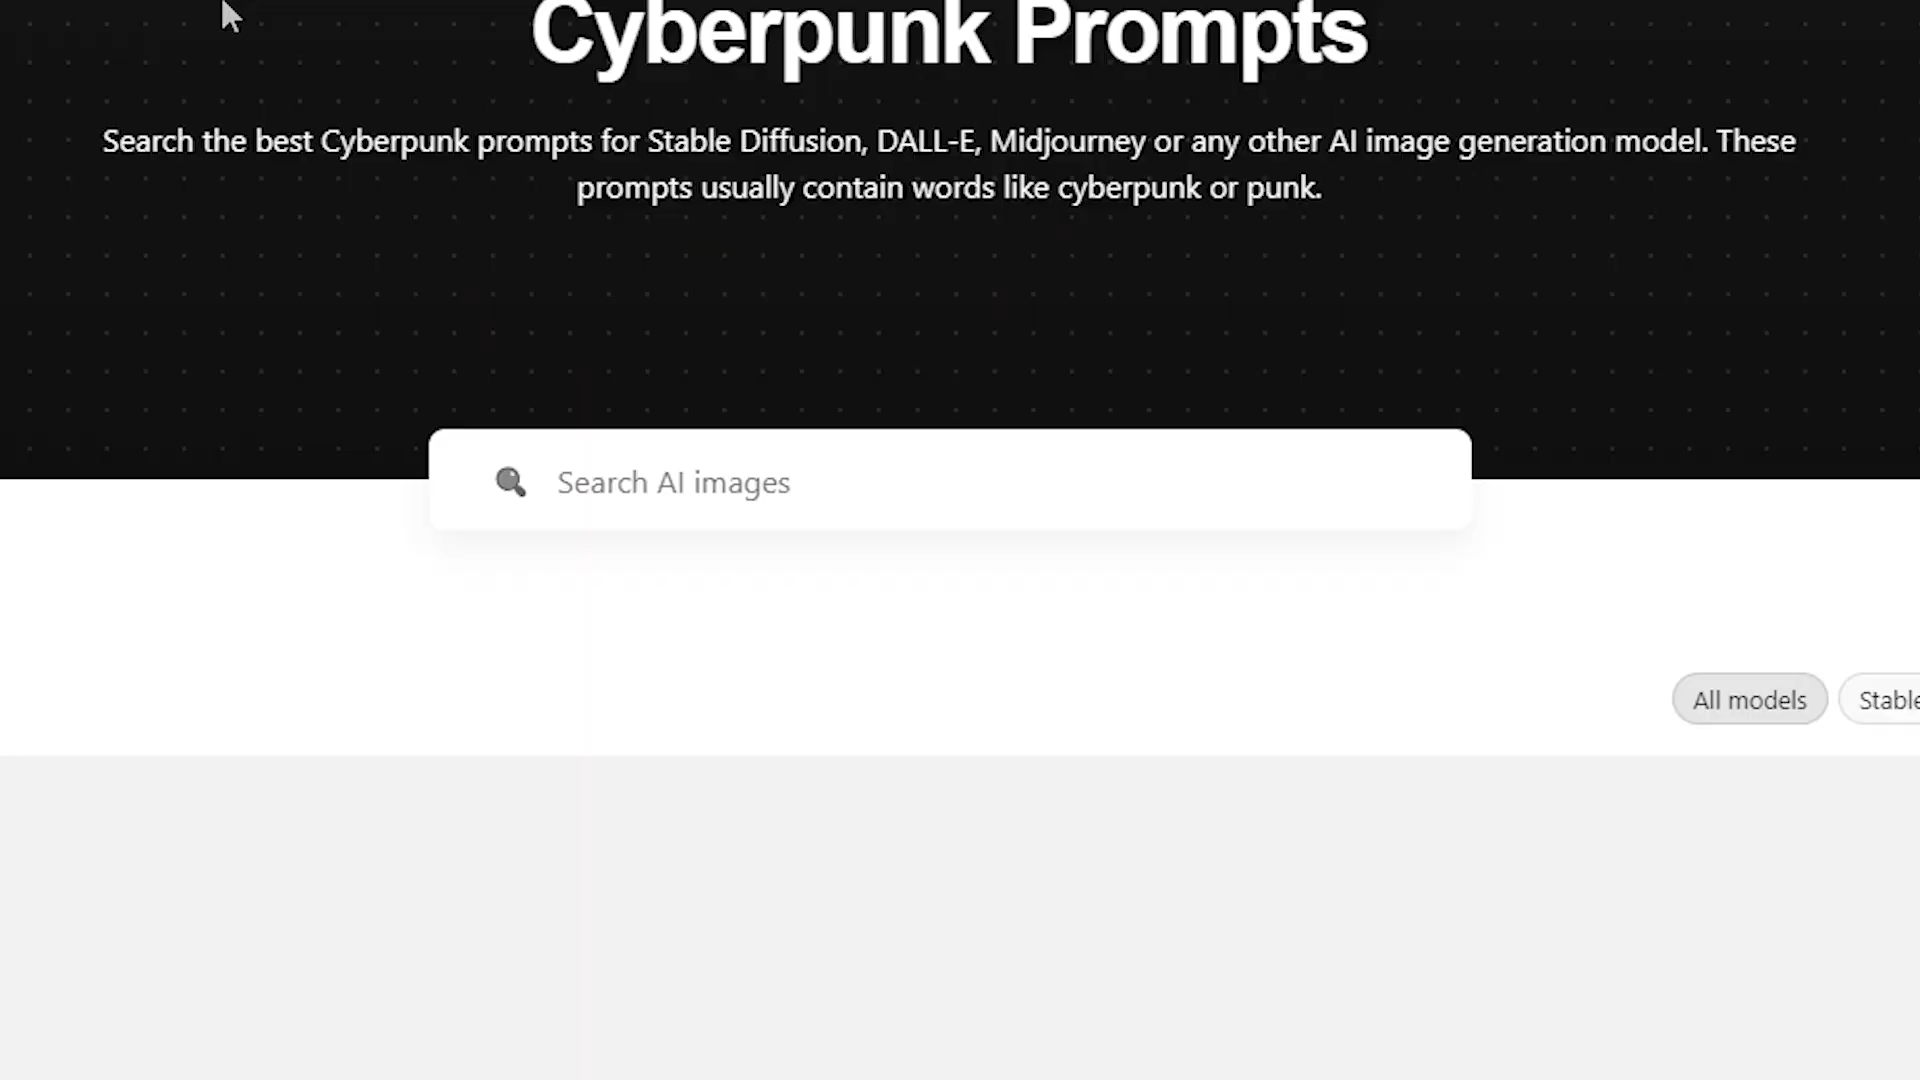 Cyberpunk Prompts
Search the best Cyberpunk prompts for Stable Diffusion, DALL-E, Midjourney or any other AI image generation model. These
prompts usually contain words like cyberpunk or punk.
Search AI images
All models
Stable